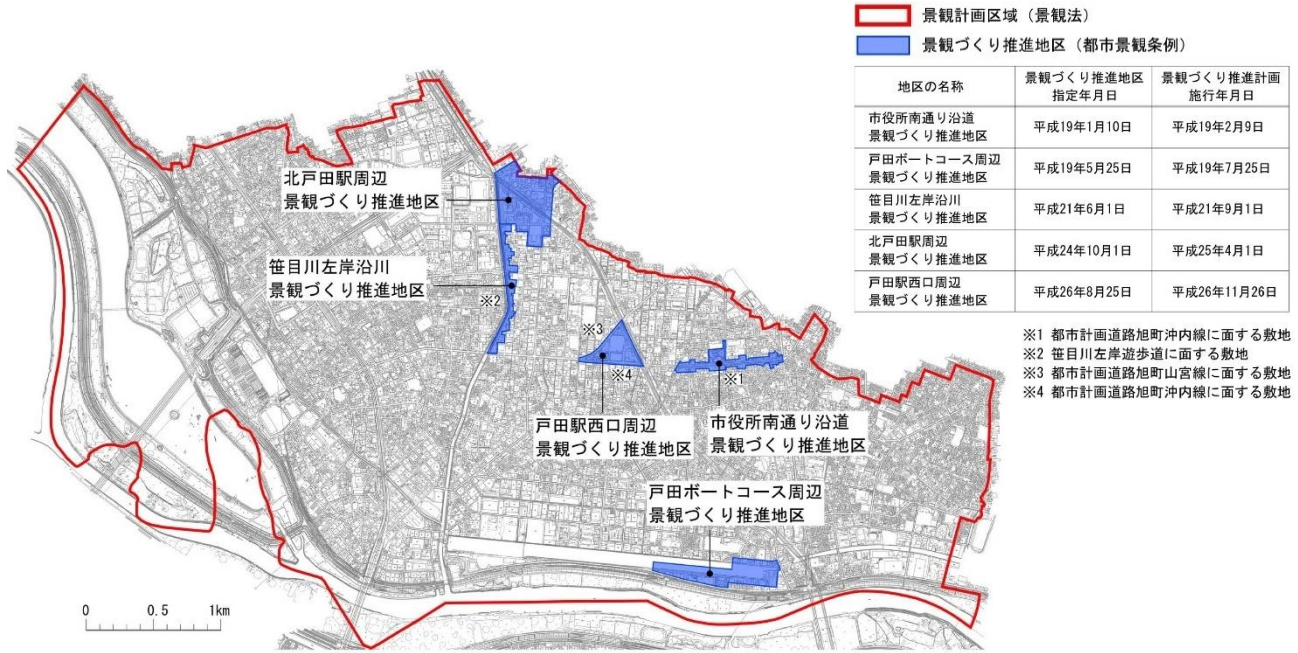 景観計画区域（景観法）
景観づくり推進地区（都市景観条例）
地区の名称
景観づくり推進地区
指定年月日
景観づくり推進計画
施行年月日
市役所南通り沿道
景観づくり推進地区
平成19年1月10日
平成19年2月9日
戸田ボートコース周辺
景観づくり推進地区
平成19年5月25日
平成19年7月25日
笹目川左岸沿川
景観づくり推進地区
平成21年6月1日
平成21年9月1日
北戸田駅周辺
景観づくり推進地区
平成24年10月1日
平成25年4月1日
戸田駅西口周辺
景観づくり推進地区
平成26年8月25日
平成26年11月26日
※1 都市計画道路旭町沖内線に面する敷地
※2 笹目川左岸遊歩道に面する敷地
※3 都市計画道路旭町山宮線に面する敷地
※4 都市計画道路旭町沖内線に面する敷地
北戸田駅周辺
景観づくり推進地区
笹目川左岸沿川
景観づくり推進地区
※2
※3
※4
※1
戸田駅西口周辺
景観づくり推進地区
市役所南通り沿道
景観づくり推進地区
戸田ボートコース周辺
景観づくり推進地区
0 0.5 1km